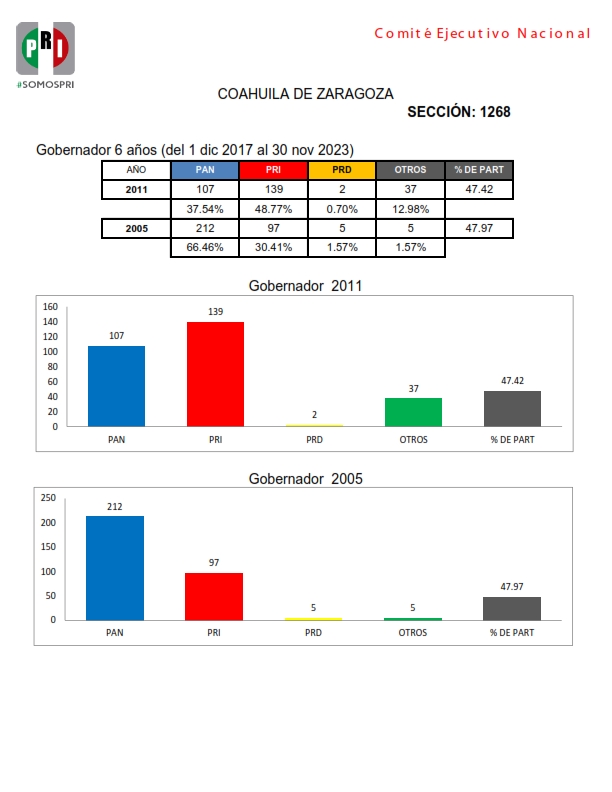 Comité Ejecutivo Nacional
PRI
#SOMOSPRI
COAHUILA DE ZARAGOZA
SECCIÓN: 1268
Gobernador 6 años (del 1 dic 2017 al 30 nov 2023)
AÑO PAN PRI PRD OTROS % DE PART
2011 107 139 2 37 47.42
37.54% 48.77% 0.70% 12.98%
2005 212 97 5 5 47.97
66.46% 30.41% 1.57% 1.57%
Gobernador 2011
160
140
120
100
80
60
40
20
0
107
139
2
37
47.42
PAN PRI PRD OTROS % DE PART
Gobernador 2005
250
200
150
100
50
0
212
97
5
5
47.97
PAN PRI PRD OTROS % DE PART